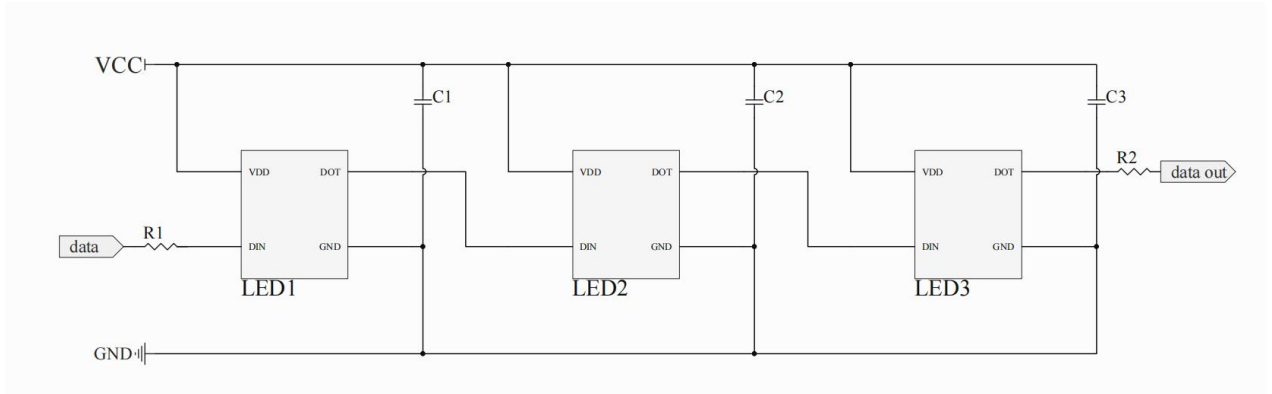 VCC
C1
C2
C3
VDD
DOT
VDD
DOT
VDD
DOT
R2
data out
data
R1
DIN
GND
DIN
GND
DIN
GND
LED1
LED2
LED3
GND